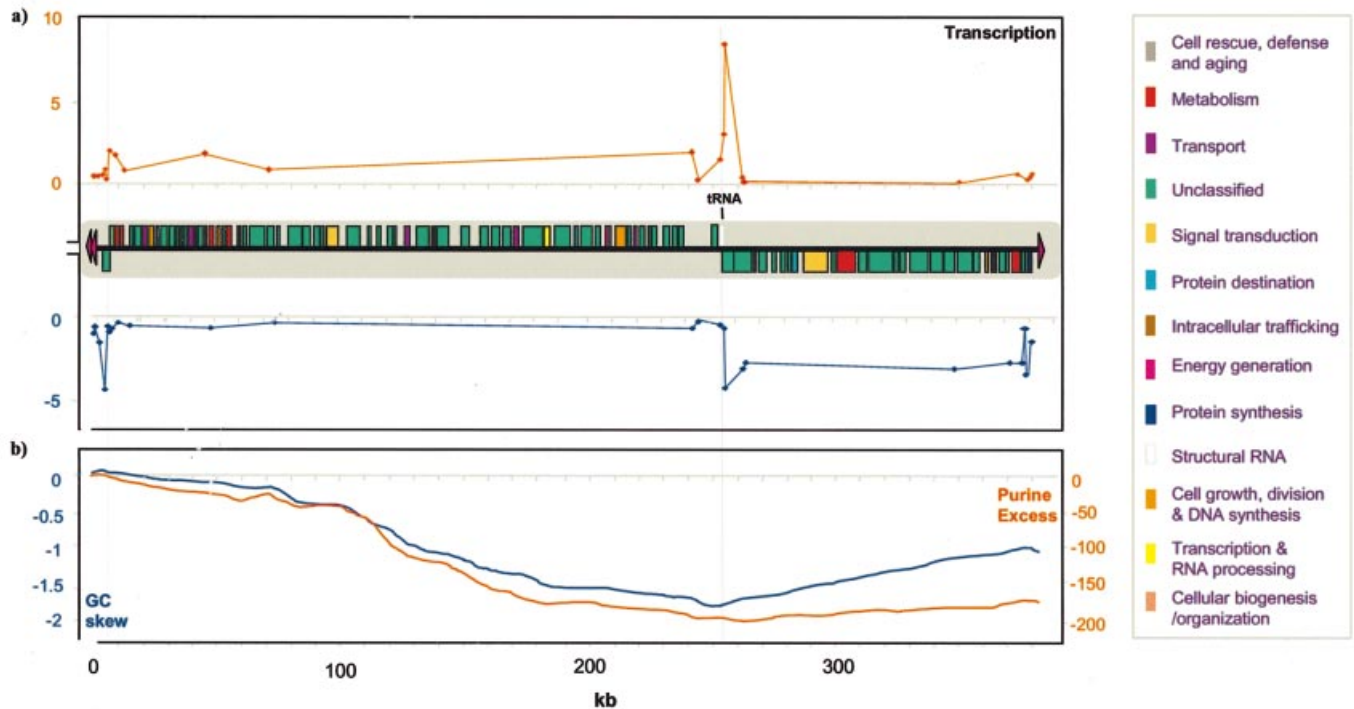 a)
10
5
0
Transcription
tRNA
0
-5
b)
0
-0.5
-1
-1.5
-2
GC
skew
Purine
Excess
0
-50
-100
-150
-200
0
100
200
300
kb
Cell rescue, defense
and aging
Metabolism
Transport
Unclassified
Signal transduction
Protein destination
Intracellular trafficking
Energy generation
Protein synthesis
Structural RNA
Cell growth, division
& DNA synthesis
Transcription &
RNA processing
Cellular biogenesis
/organization